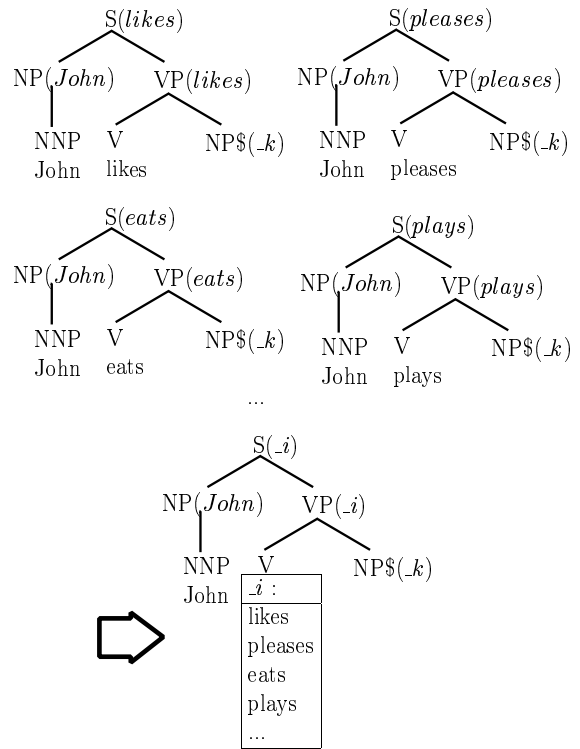 S(likes) S(pleases)
NP(John) VP(likes) NP(John) VP(pleases)
NNP V NP$(_k) NNP V NP$(_k)
John likes John pleases
S(eats) S(plays)
NP(John) VP(eats) NP(John) VP(plays)
NNP V NP$(_k) NNP V NP$(_k)
John eats John plays
...
S(_i)
NP(John) VP(_i)
NNP V NP$(_k)
John _i :
likes
pleases
eats
plays
...